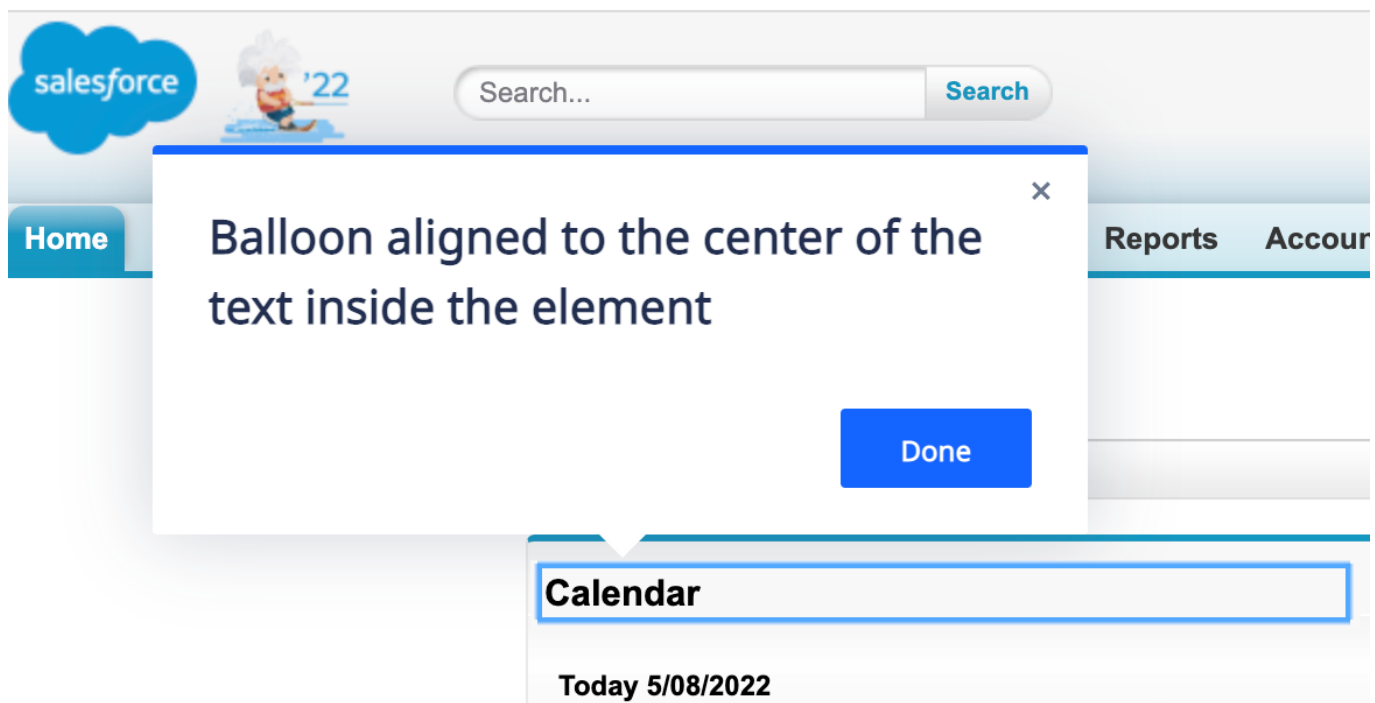 salesforce
'22
Search...
Search
×
Home
Balloon aligned to the center of the
Reports
Accoun
text inside the element
Done
Calendar
Today 5/08/2022